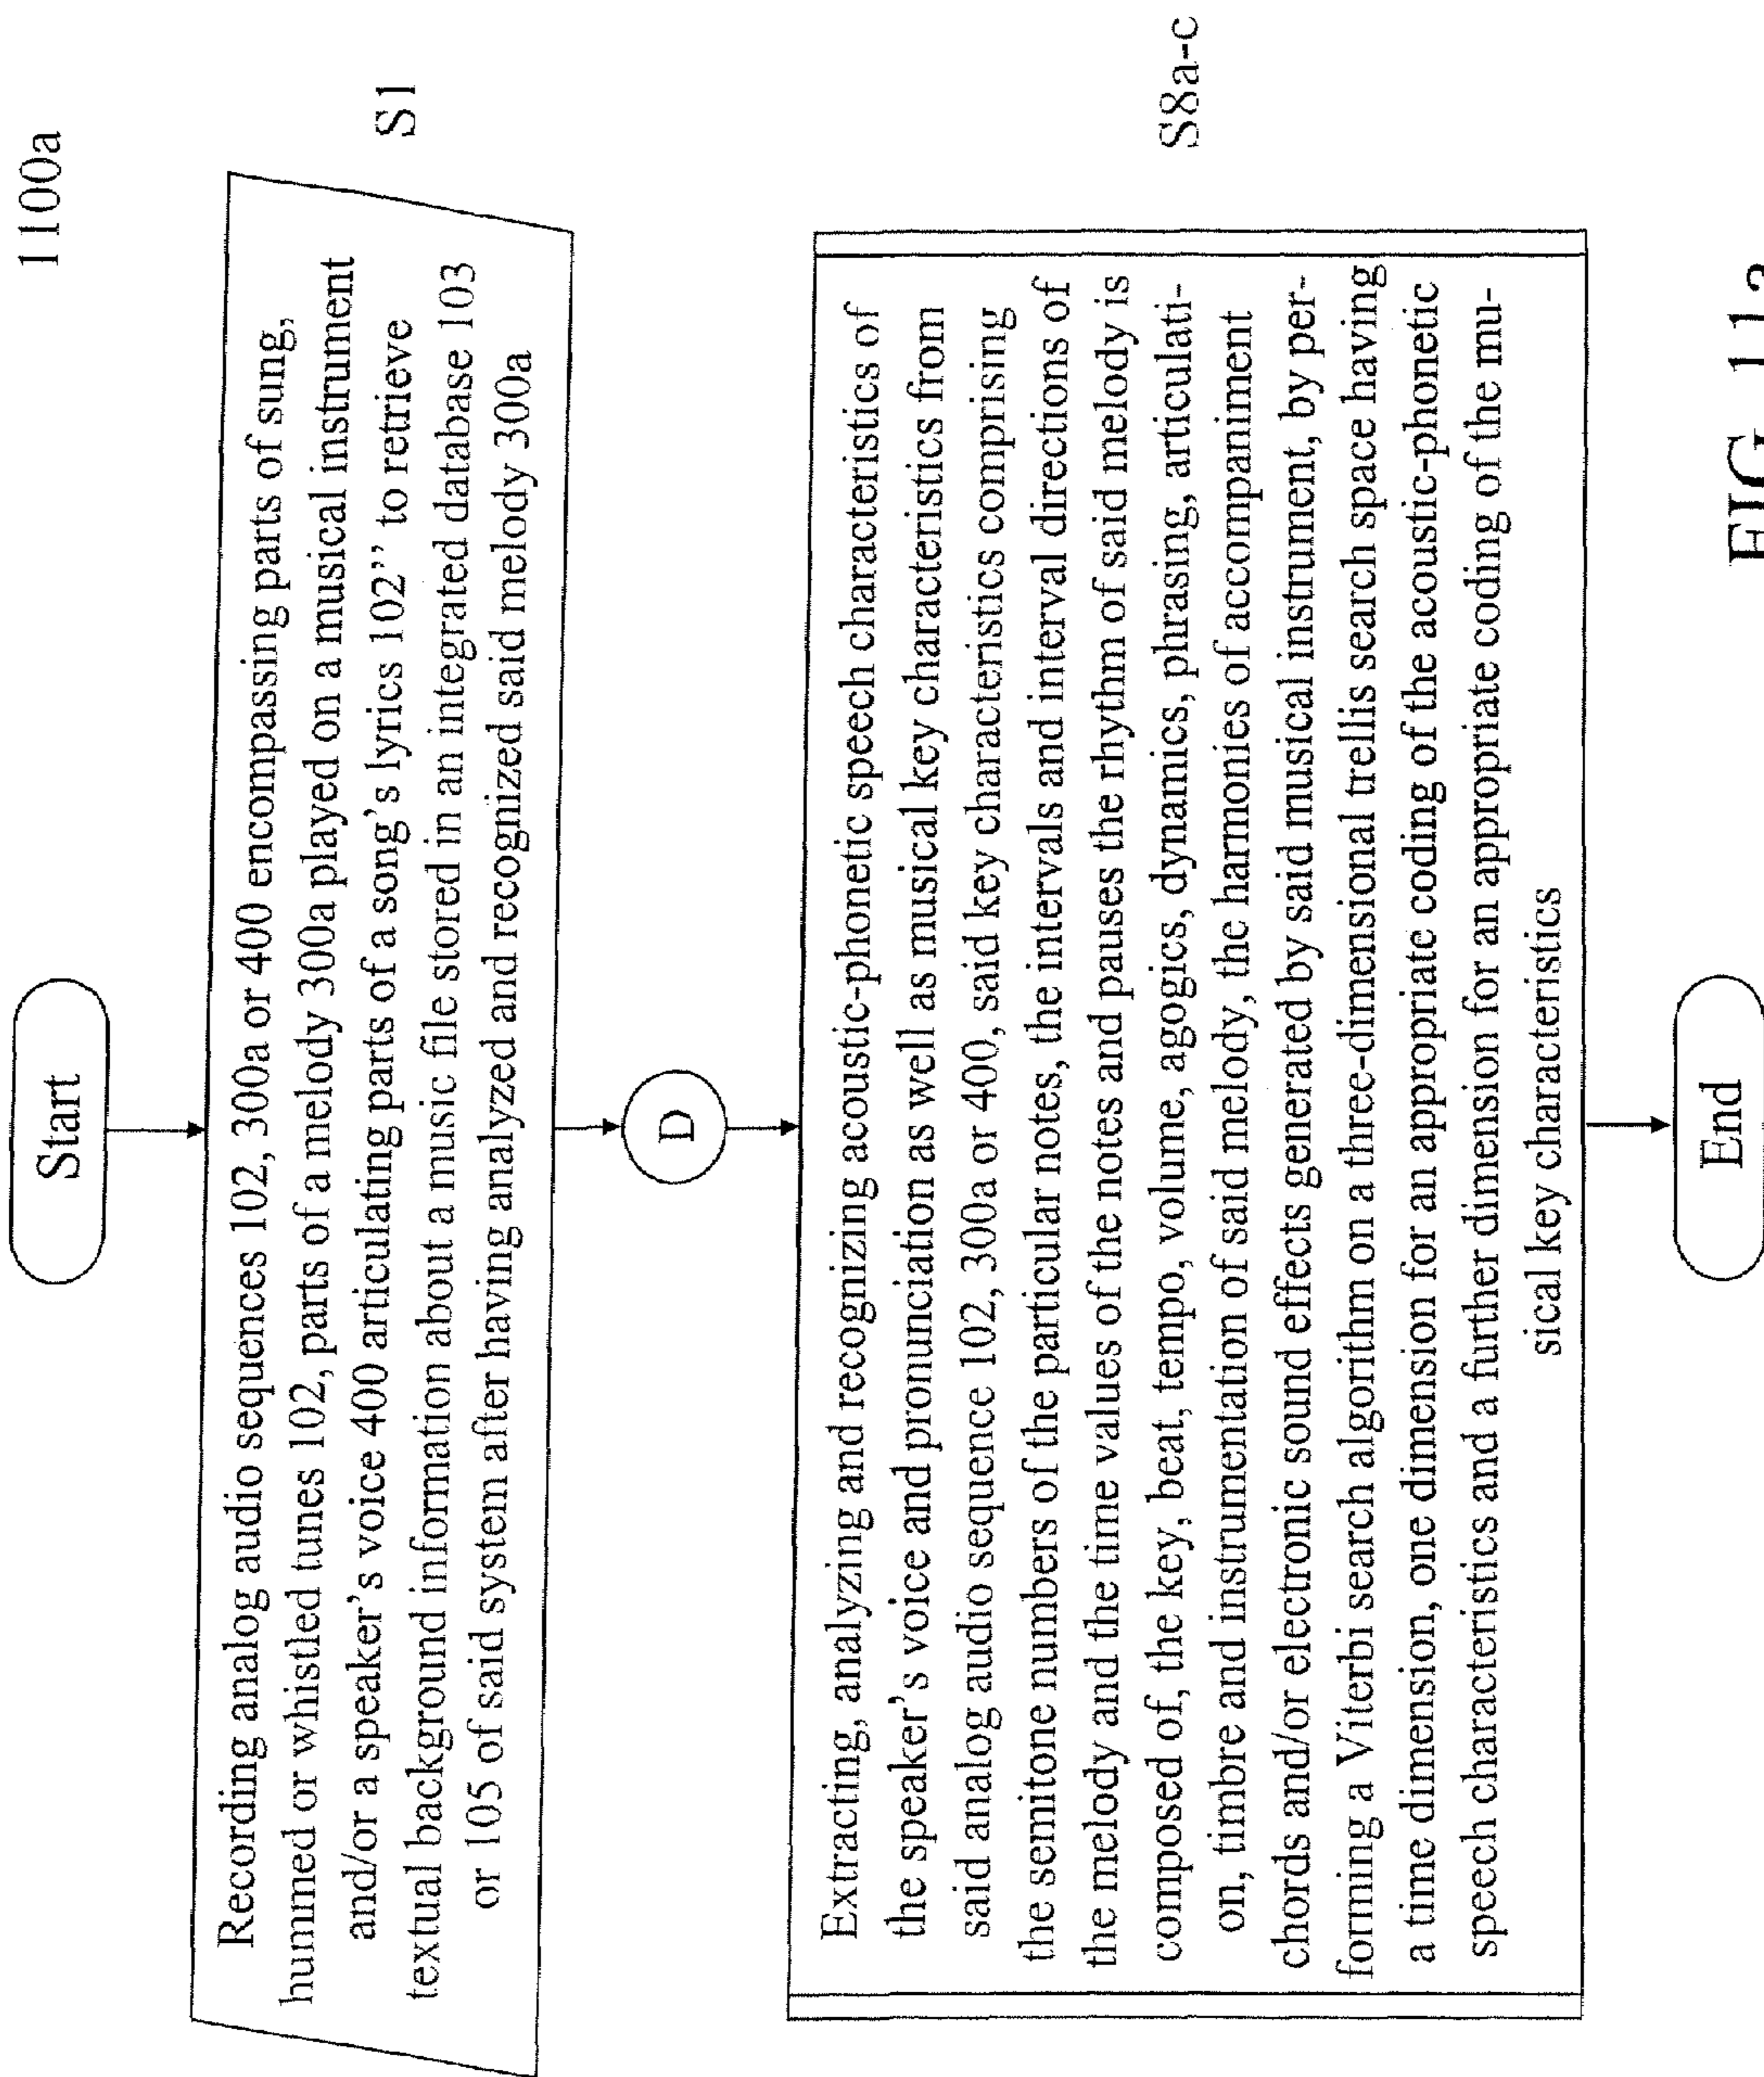 1100a
Start
Recording analog audio sequences 102, 300a or 400 encompassing parts of sung,
hummed or whistled tunes 102, parts of a melody 300a played on a musical instrument
and/or a speaker's voice 400 articulating parts of a song's lyrics 102" to retrieve
textual background information about a music file stored in an integrated database 103
or 105 of said system after having analyzed and recognized said melody 300a
S1
D
Extracting, analyzing and recognizing acoustic-phonetic speech characteristics of
the speaker's voice and pronunciation as well as musical key characteristics from
said analog audio sequence 102, 300a or 400, said key characteristics comprising
the semitone numbers of the particular notes, the intervals and interval directions of
the melody and the time values of the notes and pauses the rhythm of said melody is
composed of, the key, beat, tempo, volume, agogics, dynamics, phrasing, articulati-
on, timbre and instrumentation of said melody, the harmonies of accompaniment
chords and/or electronic sound effects generated by said musical instrument, by per-
forming a Viterbi search algorithm on a three-dimensional trellis search space having
a time dimension, one dimension for an appropriate coding of the acoustic-phonetic
speech characteristics and a further dimension for an appropriate coding of the mu-
sical key characteristics
S8a-c
End